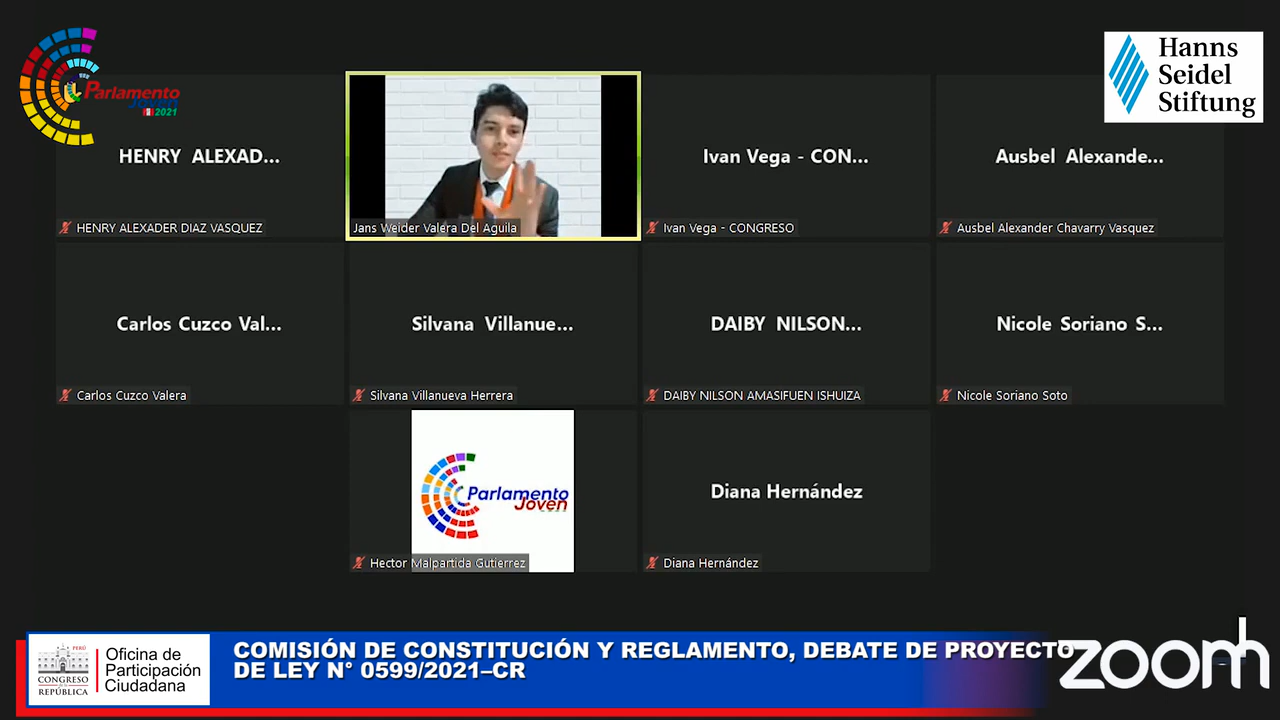 Parlamento
Joven
2021
Hanns
Seidel
Stiftung
HENRY ALEXAD...
Ivan Vega - CON...
Ausbel Alexande...
HENRY ALEXADER DIAZ VASQUEZ
Jans Weider Valera Del Aguila
Ivan Vega - CONGRESO
Ausbel Alexander Chavarry Vasquez
Carlos Cuzco Val...
Silvana Villanue...
DAIBY NILSON...
Nicole Soriano S...
Carlos Cuzco Valera
Silvana Villanueva Herrera
DAIBY NILSON AMASIFUEN ISHUIZA
Nicole Soriano Soto
Parlamento
Joven
Diana Hernández
Hector Malpartida Gutierrez
Diana Hernández
PERÚ
CONGRESO
de la
REPÚBLICA
Oficina de
Participación
Ciudadana
COMISIÓN DE CONSTITUCIÓN Y REGLAMENTO, DEBATE DE PROYECTO
DE LEY N° 0599/2021–CR
zoom